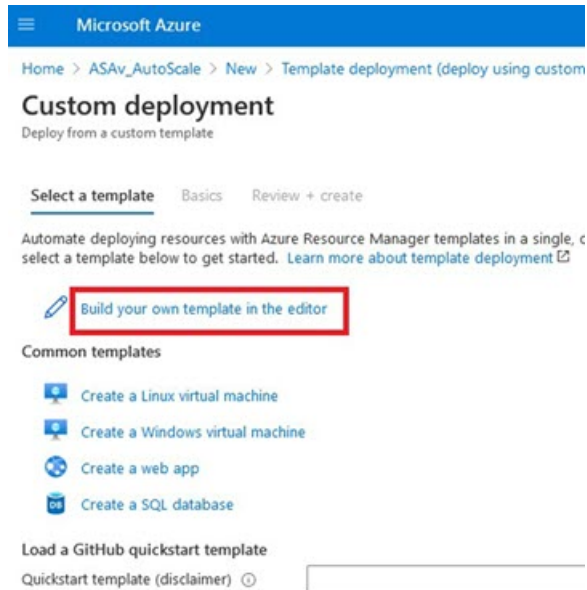 Microsoft Azure
Home > ASAv_AutoScale > New > Template deployment (deploy using custom
Custom deployment
Deploy from a custom template
Select a template Basics Review + create
Automate deploying resources with Azure Resource Manager templates in a single,
select a template below to get started. Learn more about template deployment
Build your own template in the editor
Common templates
Create a Linux virtual machine
Create a Windows virtual machine
Create a web app
DB Create a SQL database
Load a GitHub quickstart template
Quickstart template (disclaimer)